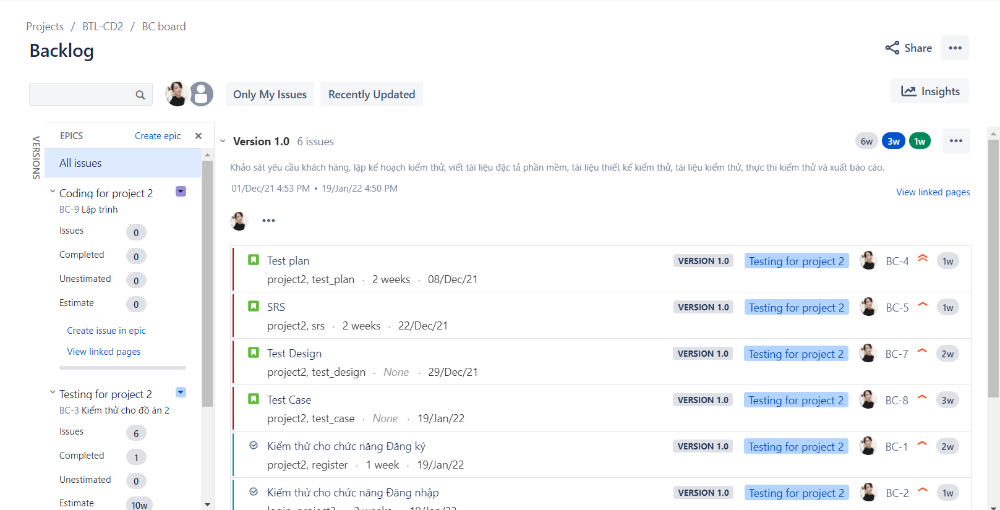 Projects / BTL-CD2 / BC board
Backlog
Share
Only My Issues
Recently Updated
Insights
VERSIONS
EPICS
Create epic
All issues
Coding for project 2
BC-9 Lập trình
Issues 0
Completed 0
Unestimated 0
Estimate 0
Create issue in epic
View linked pages
Testing for project 2
BC-3 Kiểm thử cho đồ án 2
Issues 6
Completed 1
Unestimated 0
Estimate 10w
Version 1.0 6 issues
6w 3w 1w
Khảo sát yêu cầu khách hàng, lập kế hoạch kiểm thử, viết tài liệu đặc tả phần mềm, tài liệu thiết kế kiểm thử, tài liệu kiểm thử, thực thi kiểm thử và xuất báo cáo.
01/Dec/21 4:53 PM • 19/Jan/22 4:50 PM
View linked pages
Test plan VERSION 1.0 Testing for project 2 BC-4 1w
project2, test_plan · 2 weeks · 08/Dec/21
SRS VERSION 1.0 Testing for project 2 BC-5 1w
project2, srs · 2 weeks · 22/Dec/21
Test Design VERSION 1.0 Testing for project 2 BC-7 2w
project2, test_design · None · 29/Dec/21
Test Case VERSION 1.0 Testing for project 2 BC-8 3w
project2, test_case · None · 19/Jan/22
Kiểm thử cho chức năng Đăng ký VERSION 1.0 Testing for project 2 BC-1 2w
project2, register · 1 week · 19/Jan/22
Kiểm thử cho chức năng Đăng nhập VERSION 1.0 Testing for project 2 BC-2 1w
login, project2 · 2 weeks · 19/Jan/22